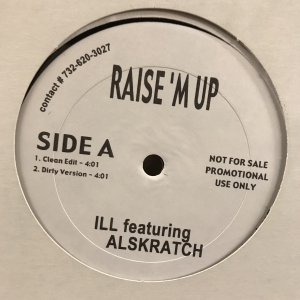 contact # 732-620-3027
RAISE 'M UP
SIDE A
1. Clean Edit - 4:01
2. Dirty Version - 4:01
NOT FOR SALE
PROMOTIONAL
USE ONLY
ILL featuring
ALSKRATCH